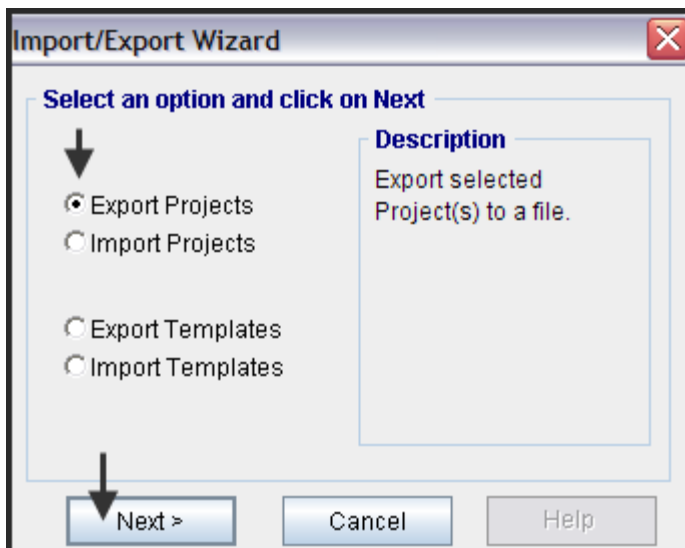 Import/Export Wizard
Select an option and click on Next
Export Projects
Import Projects
Export Templates
Import Templates
Description
Export selected
Project(s) to a file.
Next >
Cancel
Help